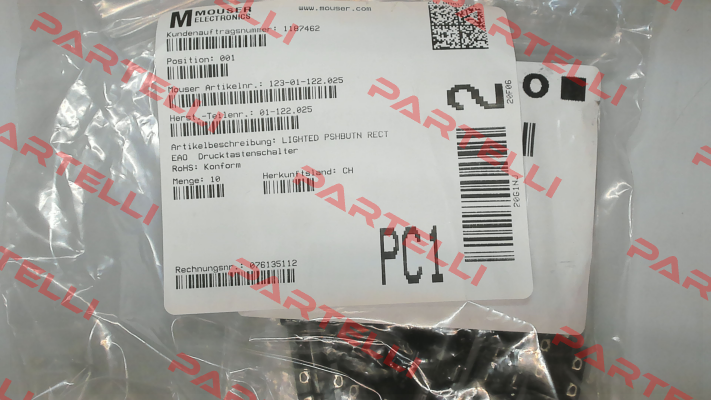 MOUSER ELECTRONICS
www.mouser.com
Kundenauftragsnummer: 1187462
Position: 001
Mouser Artikelnr.: 123-01-122.025
Herst.-Teilenr.: 01-122.025
Artikelbeschreibung: LIGHTED PSHBUTN RECT
EAO Drucktastenschalter
RoHS: Konform
Menge: 10
Herkunftsland: CH
Rechnungsnr.: 076135112
PC1
2
20F06
PARTELLI
PARTELLI
PARTELLI
PARTELLI
PARTELLI
PARTELLI
PARTELLI
PARTELLI